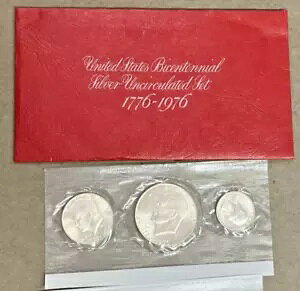 United States Bicentennial
Silver Uncirculated Set
1776-1976